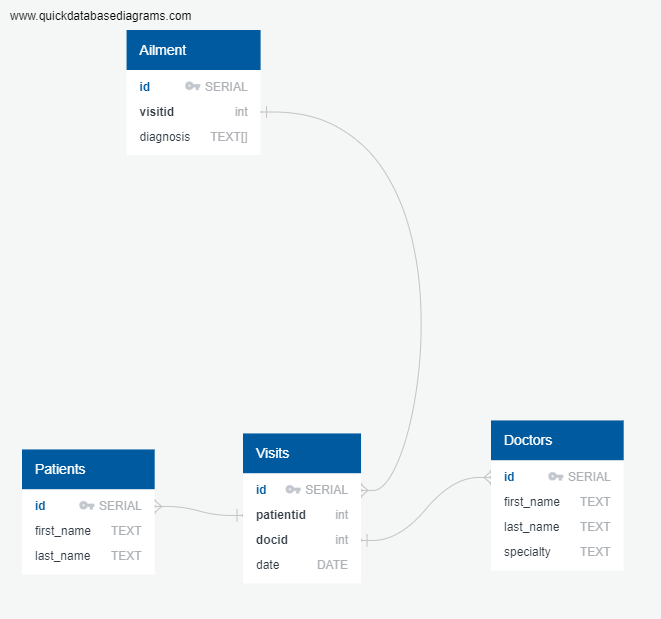 www.quickdatabasediagrams.com
Ailment
id SERIAL
visitid int
diagnosis TEXT[]
Patients
id SERIAL
first_name TEXT
last_name TEXT
Visits
id SERIAL
patientid int
docid int
date DATE
Doctors
id SERIAL
first_name TEXT
last_name TEXT
specialty TEXT